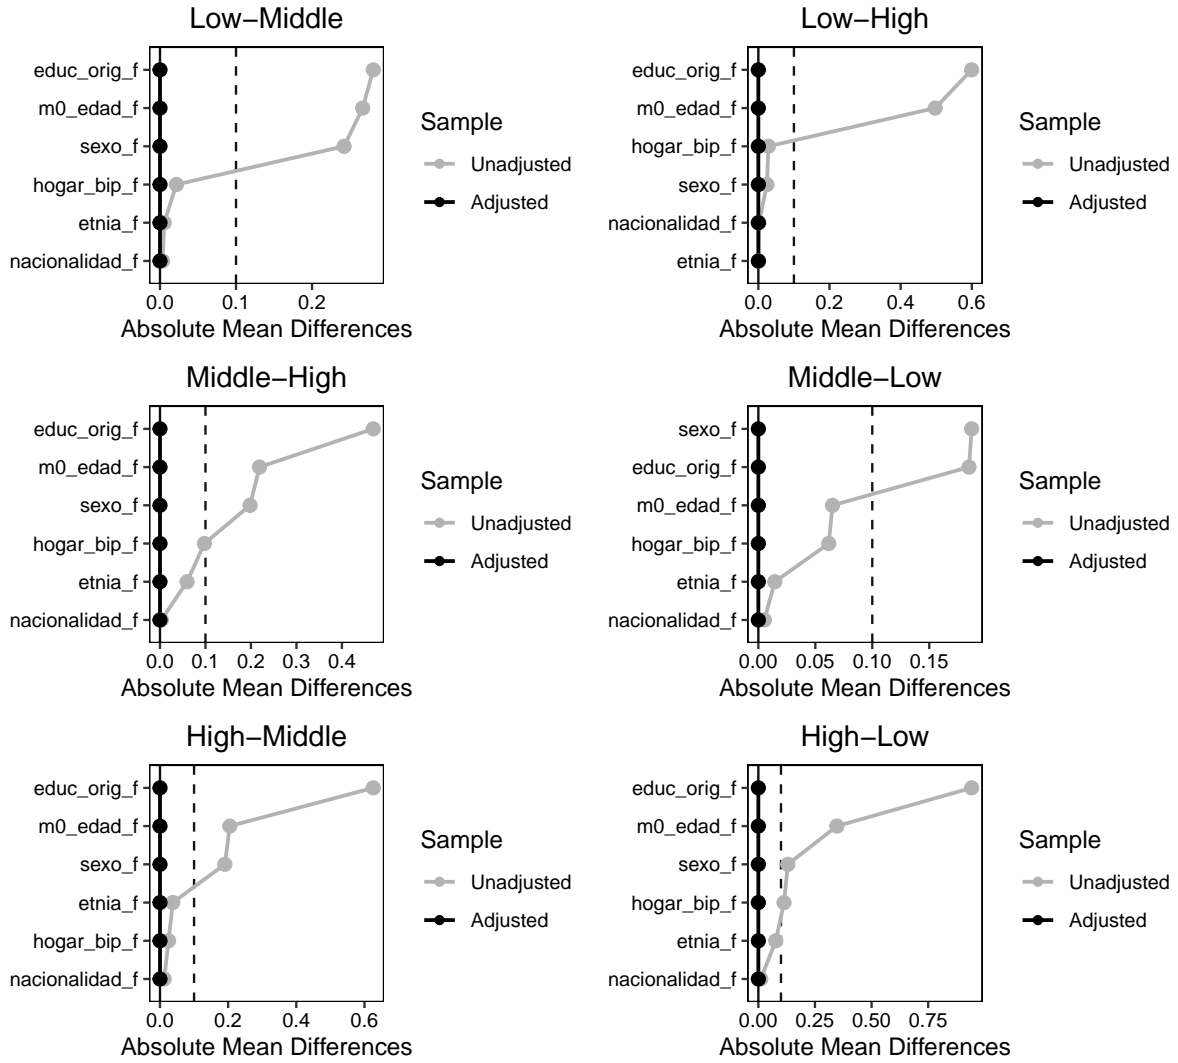 Low−Middle
educ_orig_f
m0_edad_f
sexo_f
hogar_bip_f
etnia_f
nacionalidad_f
0.0 0.1 0.2
Absolute Mean Differences
Sample
Unadjusted
Adjusted
Low−High
educ_orig_f
m0_edad_f
hogar_bip_f
sexo_f
nacionalidad_f
etnia_f
0.0 0.2 0.4 0.6
Absolute Mean Differences
Sample
Unadjusted
Adjusted
Middle−High
educ_orig_f
m0_edad_f
sexo_f
hogar_bip_f
etnia_f
nacionalidad_f
0.0 0.1 0.2 0.3 0.4
Absolute Mean Differences
Sample
Unadjusted
Adjusted
Middle−Low
sexo_f
educ_orig_f
m0_edad_f
hogar_bip_f
etnia_f
nacionalidad_f
0.00 0.05 0.10 0.15
Absolute Mean Differences
Sample
Unadjusted
Adjusted
High−Middle
educ_orig_f
m0_edad_f
sexo_f
etnia_f
hogar_bip_f
nacionalidad_f
0.0 0.2 0.4 0.6
Absolute Mean Differences
Sample
Unadjusted
Adjusted
High−Low
educ_orig_f
m0_edad_f
sexo_f
hogar_bip_f
etnia_f
nacionalidad_f
0.00 0.25 0.50 0.75
Absolute Mean Differences
Sample
Unadjusted
Adjusted